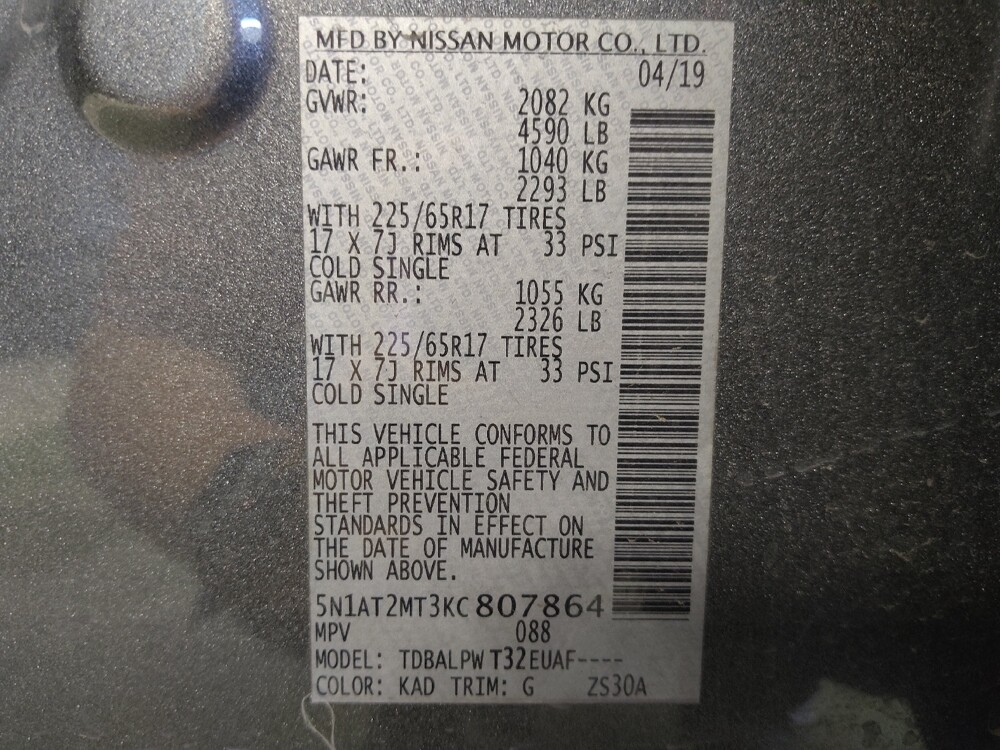 MFD BY NISSAN MOTOR CO., LTD.
DATE: 04/19
GVWR: 2082 KG
4590 LB
GAWR FR.: 1040 KG
2293 LB
WITH 225/65R17 TIRES
17 X 7J RIMS AT 33 PSI
COLD SINGLE
GAWR RR.: 1055 KG
2326 LB
WITH 225/65R17 TIRES
17 X 7J RIMS AT 33 PSI
COLD SINGLE
THIS VEHICLE CONFORMS TO
ALL APPLICABLE FEDERAL
MOTOR VEHICLE SAFETY AND
THEFT PREVENTION
STANDARDS IN EFFECT ON
THE DATE OF MANUFACTURE
SHOWN ABOVE.
5N1AT2MT3KC807864
MPV 088
MODEL: TDBALPW T32EUAF----
COLOR: KAD TRIM: G ZS30A